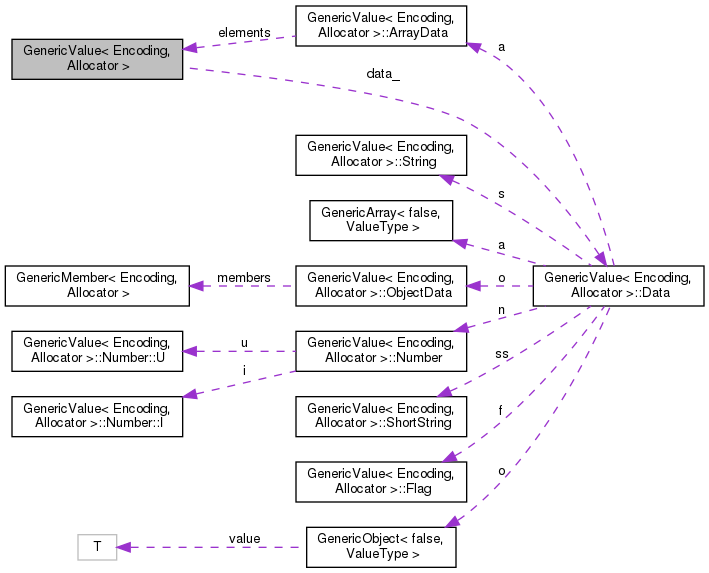 GenericValue< Encoding,
Allocator >
elements
GenericValue< Encoding,
Allocator >::ArrayData
a
data_
GenericValue< Encoding,
Allocator >::String
s
GenericArray< false,
ValueType >
a
GenericMember< Encoding,
Allocator >
members
GenericValue< Encoding,
Allocator >::ObjectData
o
GenericValue< Encoding,
Allocator >::Data
n
GenericValue< Encoding,
Allocator >::Number::U
u
GenericValue< Encoding,
Allocator >::Number
ss
i
GenericValue< Encoding,
Allocator >::Number::I
GenericValue< Encoding,
Allocator >::ShortString
f
GenericValue< Encoding,
Allocator >::Flag
o
T
value
GenericObject< false,
ValueType >